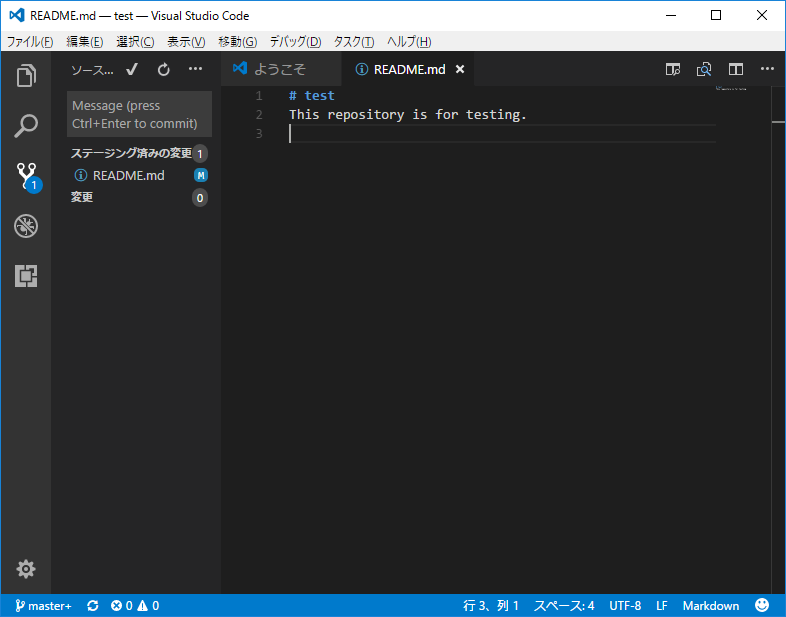 README.md — test — Visual Studio Code
ファイル(F) 編集(E) 選択(C) 表示(V) 移動(G) デバッグ(D) タスク(T) ヘルプ(H)
ソース...
ようこそ
README.md
Message (press
Ctrl+Enter to commit)
ステージング済みの変更 1
README.md M
変更 0
1 # test
2 This repository is for testing.
3
1
master+ 0 0 行 3、列 1 スペース: 4 UTF-8 LF Markdown